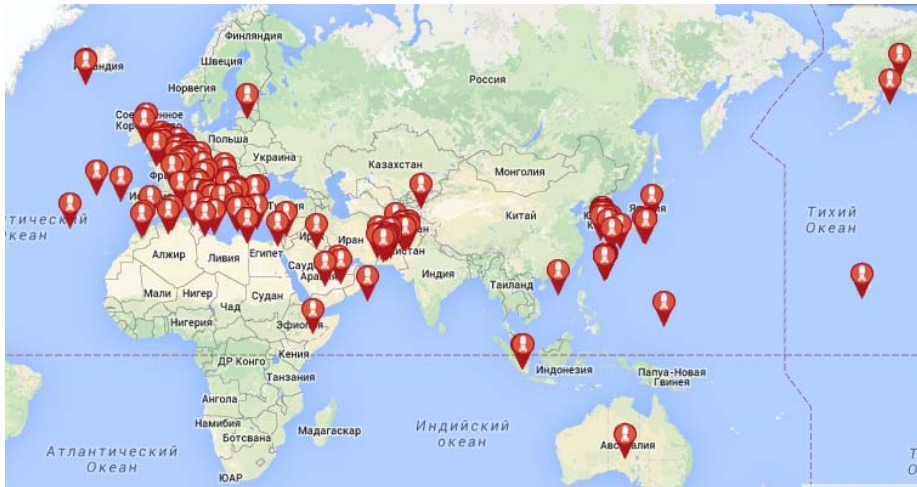 Финляндия
Швеция
Россия
Норвегия
Польша
Украина
Казахстан
Монголия
Китай
Тихий
Океан
Иран
Алжир
Ливия
Египет
Индия
Таиланд
Мали
Нигер
Чад
Судан
Нигерия
Кения
ДР Конго
Танзания
Индонезия
Папуа-Новая
Гвинея
Ангола
Намибия
Ботсвана
Мадагаскар
Индийский
океан
Атлантический
Океан
ЮАР